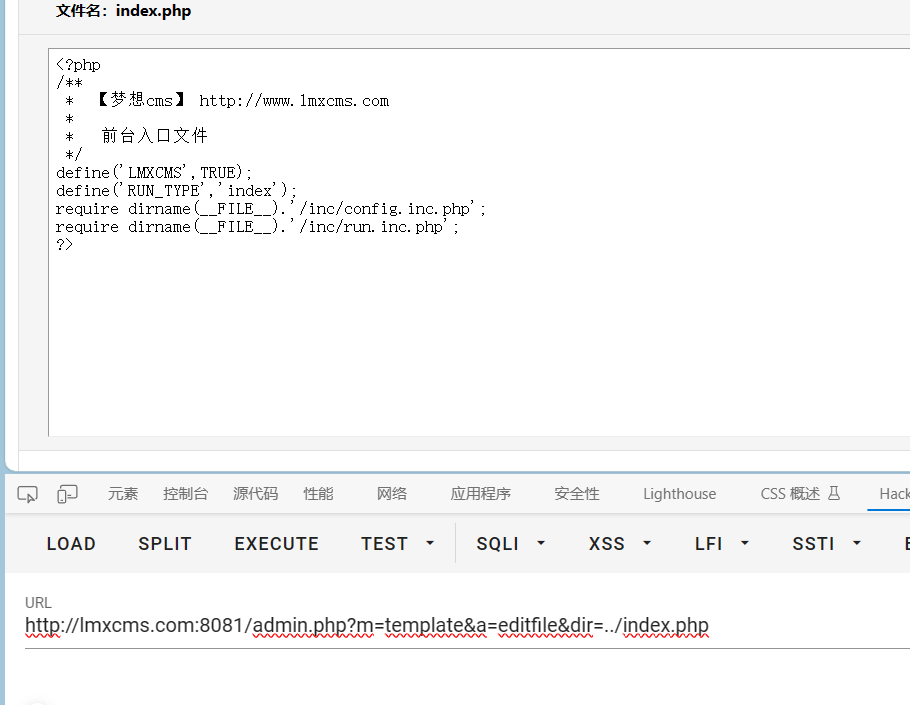 文件名：index.php
<?php
/**
 *  【梦想cms】 http://www.lmxcms.com
 *
 *   前台入口文件
 */
define('LMXCMS',TRUE);
define('RUN_TYPE','index');
require dirname(__FILE__).'/inc/config.inc.php';
require dirname(__FILE__).'/inc/run.inc.php';
?>
元素 控制台 源代码 性能 网络 应用程序 安全性 Lighthouse CSS 概述 Hack
LOAD SPLIT EXECUTE TEST SQLI XSS LFI SSTI
URL
http://lmxcms.com:8081/admin.php?m=template&a=editfile&dir=../index.php